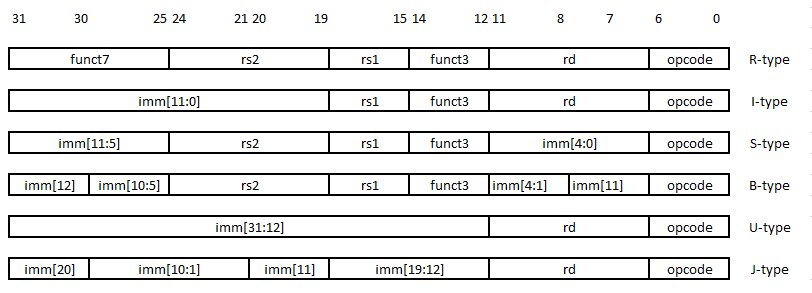 31 30 25 24 21 20 19 15 14 12 11 8 7 6 0
funct7 rs2 rs1 funct3 rd opcode R-type
imm[11:0] rs1 funct3 rd opcode I-type
imm[11:5] rs2 rs1 funct3 imm[4:0] opcode S-type
imm[12] imm[10:5] rs2 rs1 funct3 imm[4:1] imm[11] opcode B-type
imm[31:12] rd opcode U-type
imm[20] imm[10:1] imm[11] imm[19:12] rd opcode J-type